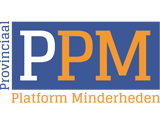 Provinciaal
PPM
Platform Minderheden